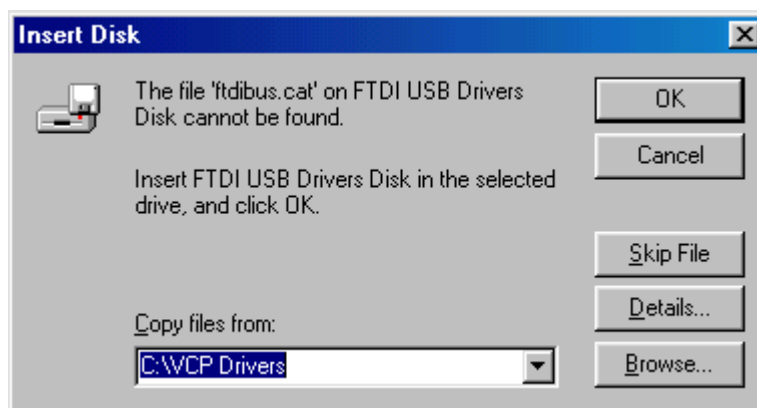 Insert Disk
The file 'ftdibus.cat' on FTDI USB Drivers
Disk cannot be found.
Insert FTDI USB Drivers Disk in the selected
drive, and click OK.
Copy files from:
C:\VCP Drivers
OK
Cancel
Skip File
Details...
Browse...